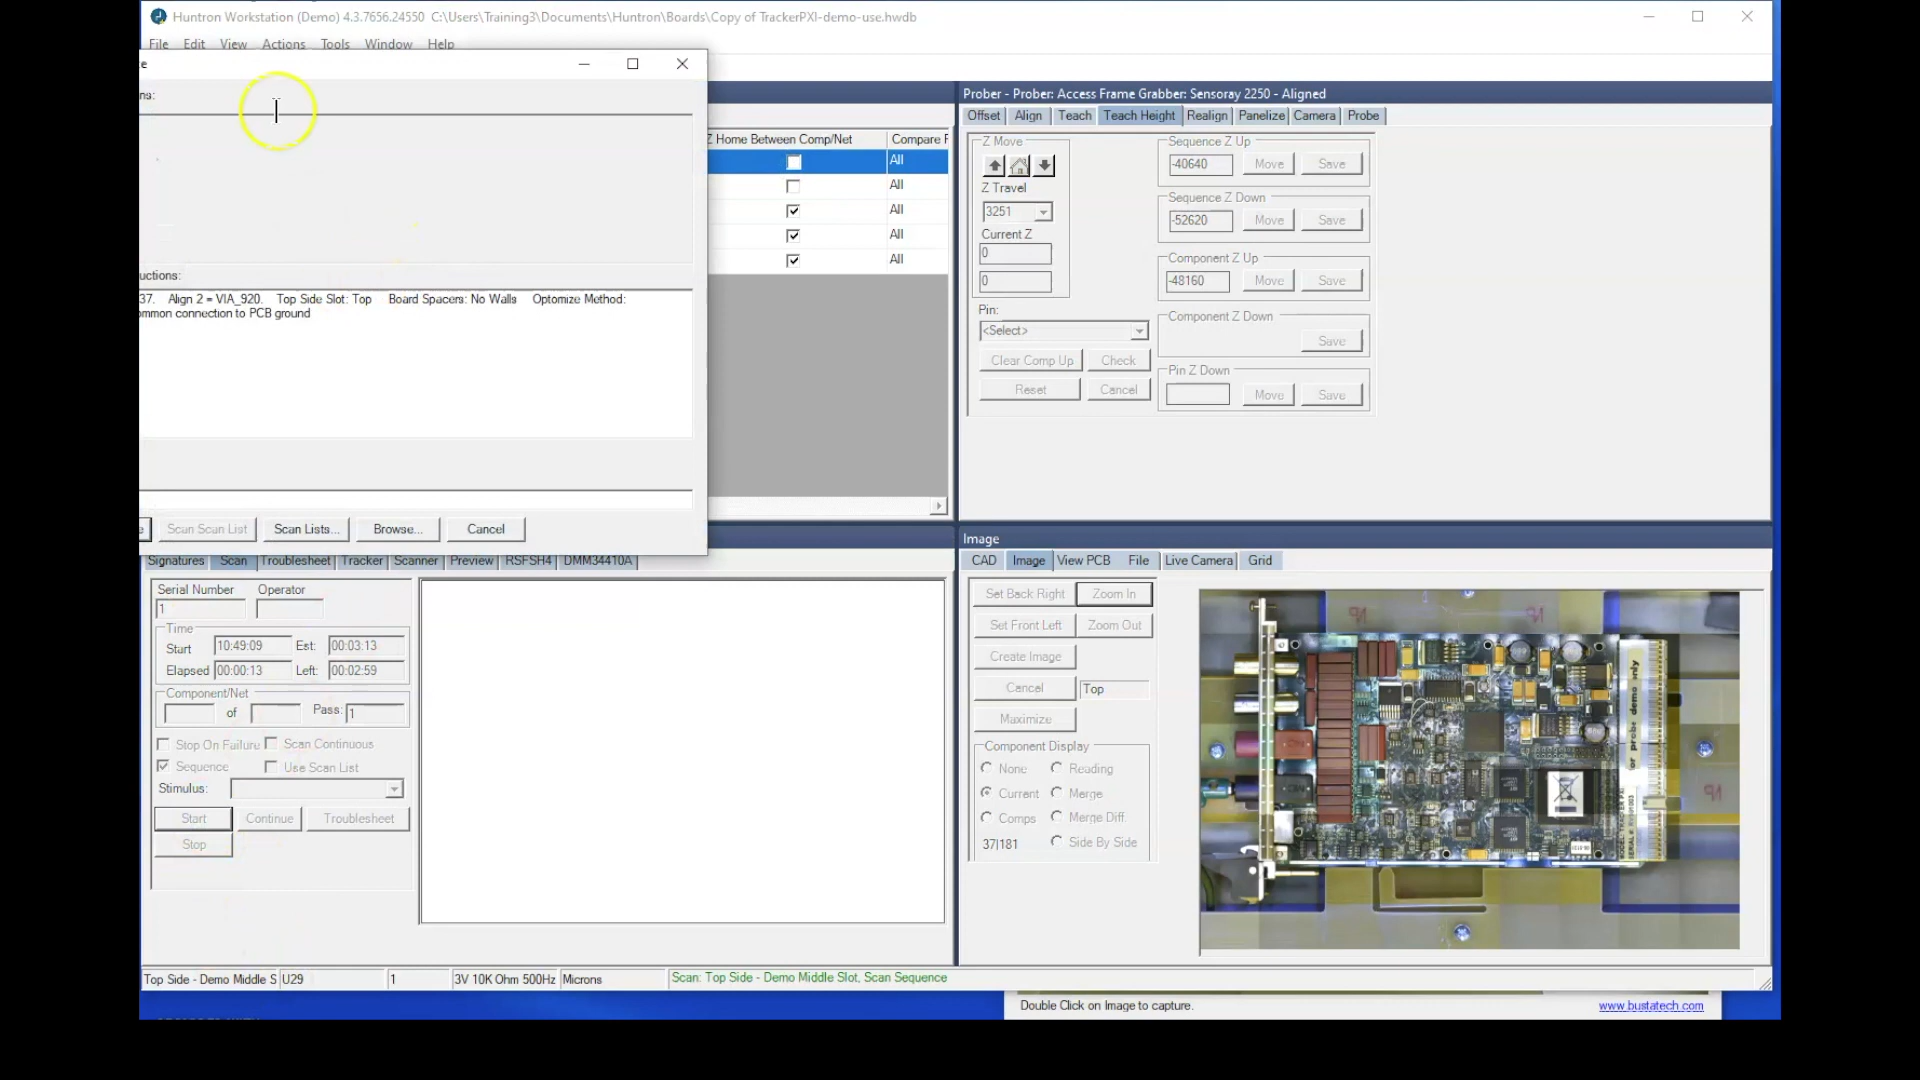 Huntron Workstation (Demo) 4.3.7656.24550 C:\Users\Training3\Documents\Huntron\Boards\Copy of TrackerPXI-demo-use.hwdb
File Edit View Actions Tools Window Help
e
ns:
uctions:
37. Align 2 = VIA_920. Top Side Slot: Top Board Spacers: No Walls Optomize Method:
ommon connection to PCB ground
e Scan Scan List Scan Lists... Browse... Cancel
Z Home Between Comp/Net Compare F
All
All
All
All
All
Prober - Prober: Access Frame Grabber: Sensoray 2250 - Aligned
Offset Align Teach Teach Height Realign Panelize Camera Probe
Z Move
Z Travel
3251
Current Z
0
0
Pin:
<Select>
Clear Comp Up Check
Reset Cancel
Sequence Z Up
-40640 Move Save
Sequence Z Down
-52620 Move Save
Component Z Up
-48160 Move Save
Component Z Down
Save
Pin Z Down
Move Save
Signatures Scan Troubleshoot Tracker Scanner Preview RSFSH4 DMM34410A
Serial Number Operator
1
Time
Start 10:49:09 Est: 00:03:13
Elapsed 00:00:13 Left: 00:02:59
Component/Net
of Pass: 1
Stop On Failure Scan Continuous
Sequence Use Scan List
Stimulus:
Start Continue Troubleshoot
Stop
Image
CAD Image View PCB File Live Camera Grid
Set Back Right Zoom In
Set Front Left Zoom Out
Create Image
Cancel Top
Maximize
Component Display
None Reading
Current Merge
Comps Merge Diff.
37|181 Side By Side
or probe demo only
Top Side - Demo Middle S U29 1 3V 10K Ohm 500Hz Microns Scan: Top Side - Demo Middle Slot, Scan Sequence
Double Click on Image to capture. www.bustatech.com